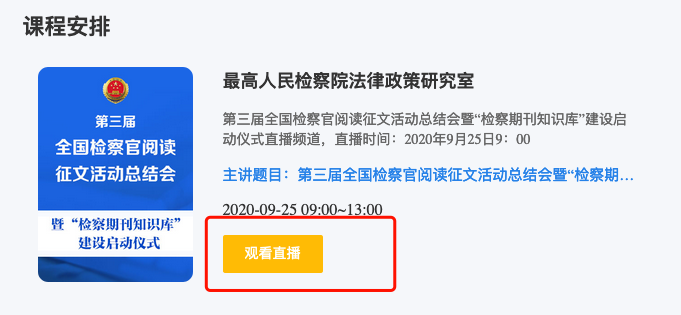 课程安排
第三届
全国检察官阅读
征文活动总结会
暨“检察期刊知识库”
建设启动仪式
最高人民检察院法律政策研究室
第三届全国检察官阅读征文活动总结会暨“检察期刊知识库”建设启
动仪式直播频道，直播时间：2020年9月25日9：00
主讲题目：第三届全国检察官阅读征文活动总结会暨“检察期...
2020-09-25 09:00~13:00
观看直播